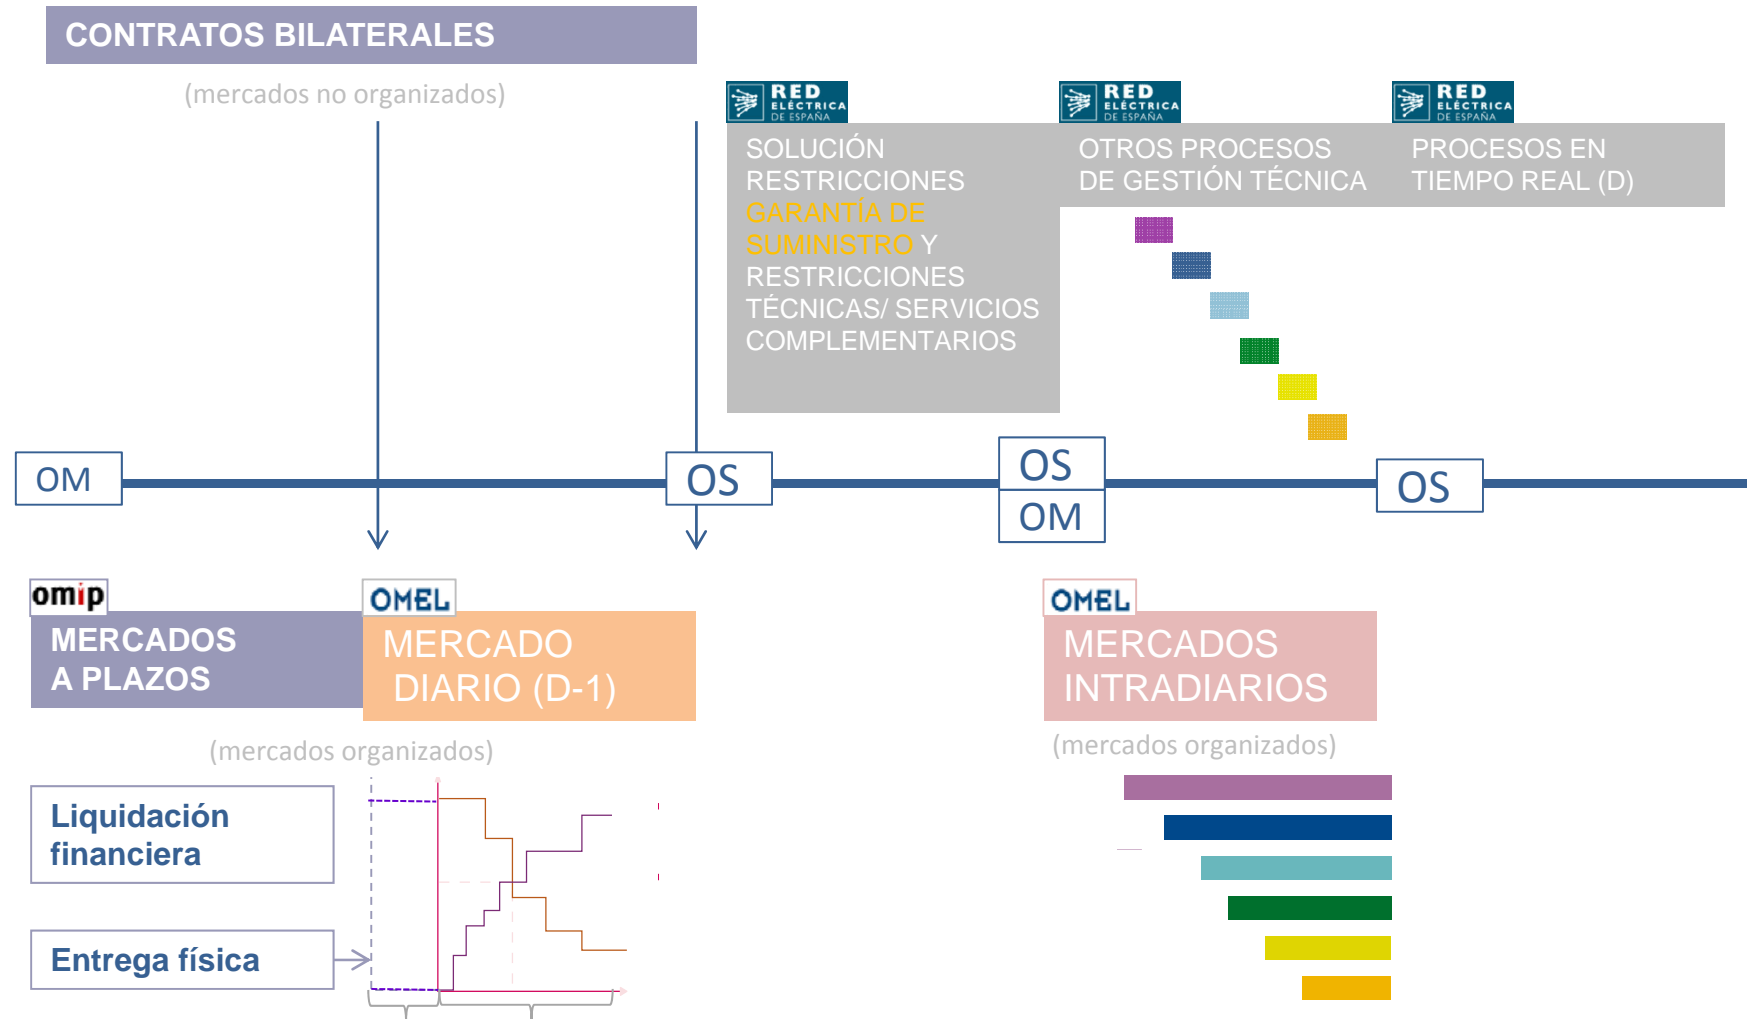 CONTRATOS BILATERALES
(mercados no organizados)
RED
ELÉCTRICA
DE ESPAÑA
SOLUCIÓN
RESTRICCIONES
GARANTÍA DE
SUMINISTRO Y
RESTRICCIONES
TÉCNICAS/ SERVICIOS
COMPLEMENTARIOS
RED
ELÉCTRICA
DE ESPAÑA
OTROS PROCESOS
DE GESTIÓN TÉCNICA
RED
ELÉCTRICA
DE ESPAÑA
PROCESOS EN
TIEMPO REAL (D)
OM
OS
OS
OM
OS
omip
MERCADOS
A PLAZOS
OMEL
MERCADO
DIARIO (D-1)
(mercados organizados)
OMEL
MERCADOS
INTRADIARIOS
(mercados organizados)
Liquidación
financiera
Entrega física